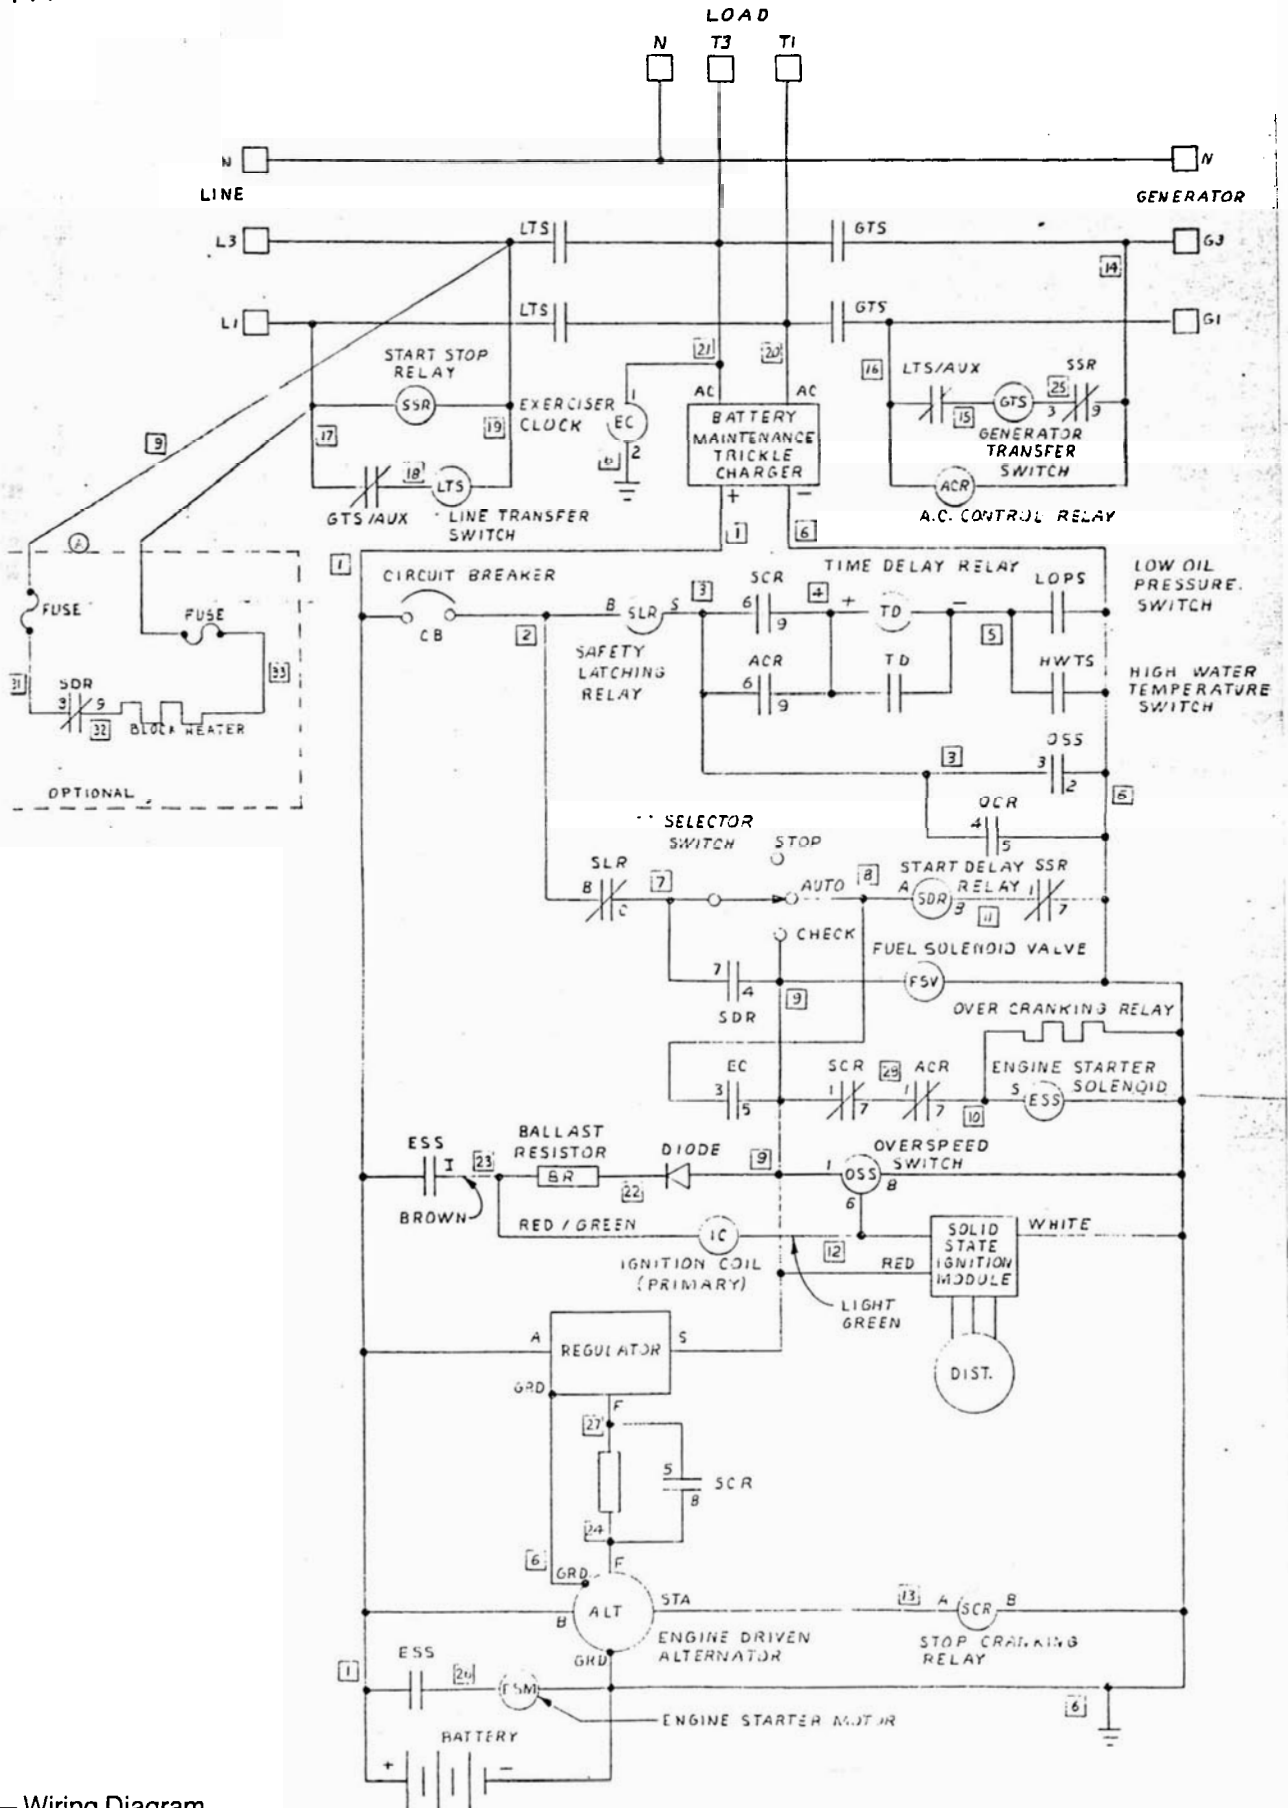 LOAD
N T3 T1
N N
LINE GENERATOR
L3 LTS GTS G3
14
L1 LTS GTS G1
START STOP
RELAY
SSR
17 19
EXERCISER
CLOCK
EC
1
2
6
21 20
AC AC
BATTERY
MAINTENANCE
TRICKLE
CHARGER
+ −
1 6
16 LTS/AUX
15 GTS 25 SSR
3 9
GENERATOR
TRANSFER
SWITCH
ACR
A.C. CONTROL RELAY
18 LTS
GTS/AUX
LINE TRANSFER
SWITCH
9
A
FUSE
FUSE
31 33
SDR
3 9
32
BLOCK HEATER
OPTIONAL
1
CIRCUIT BREAKER
CB
2
B SLR S
SAFETY
LATCHING
RELAY
3
SCR
6 9
4
TIME DELAY RELAY
+ TD −
5
LOPS
LOW OIL
PRESSURE.
SWITCH
ACR
6 9
TD
HWTS
HIGH WATER
TEMPERATURE
SWITCH
3
OSS
3 2
6
OCR
4 5
SELECTOR
SWITCH
STOP
AUTO
CHECK
SLR
B C
7
8
START DELAY
RELAY
A SDR B
11
SSR
1 7
7 4
SDR
9
FUEL SOLENOID VALVE
FSV
OVER CRANKING RELAY
EC
3 5
SCR
1 7
29
ACR
1 7
10
ENGINE STARTER
SOLENOID
S ESS
ESS
I
23
BROWN
BALLAST
RESISTOR
BR
22
DIODE
9
OVERSPEED
SWITCH
1 OSS 8
6
RED / GREEN
IC
IGNITION COIL
(PRIMARY)
12
LIGHT
GREEN
RED
SOLID
STATE
IGNITION
MODULE
WHITE
DIST.
A REGULATOR S
GRD
F
27
5 8
SCR
24
6
GRD F
B ALT STA
GRD
ENGINE DRIVEN
ALTERNATOR
13 A SCR B
STOP CRANKING
RELAY
1
ESS
26
ESM
ENGINE STARTER MOTOR
6
BATTERY
+ −
— Wiring Diagram